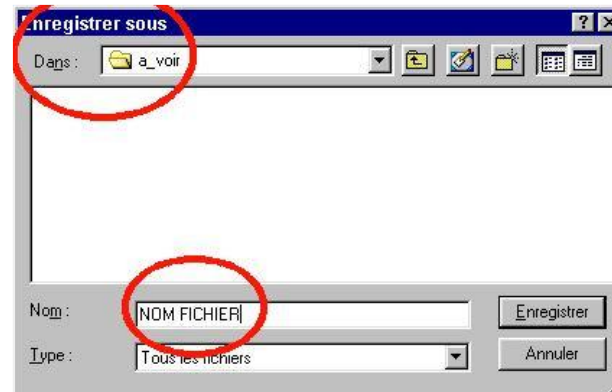 Enregistrer sous
Dans : a_voir
Nom : NOM FICHIER Enregistrer
Type : Tous les fichiers Annuler